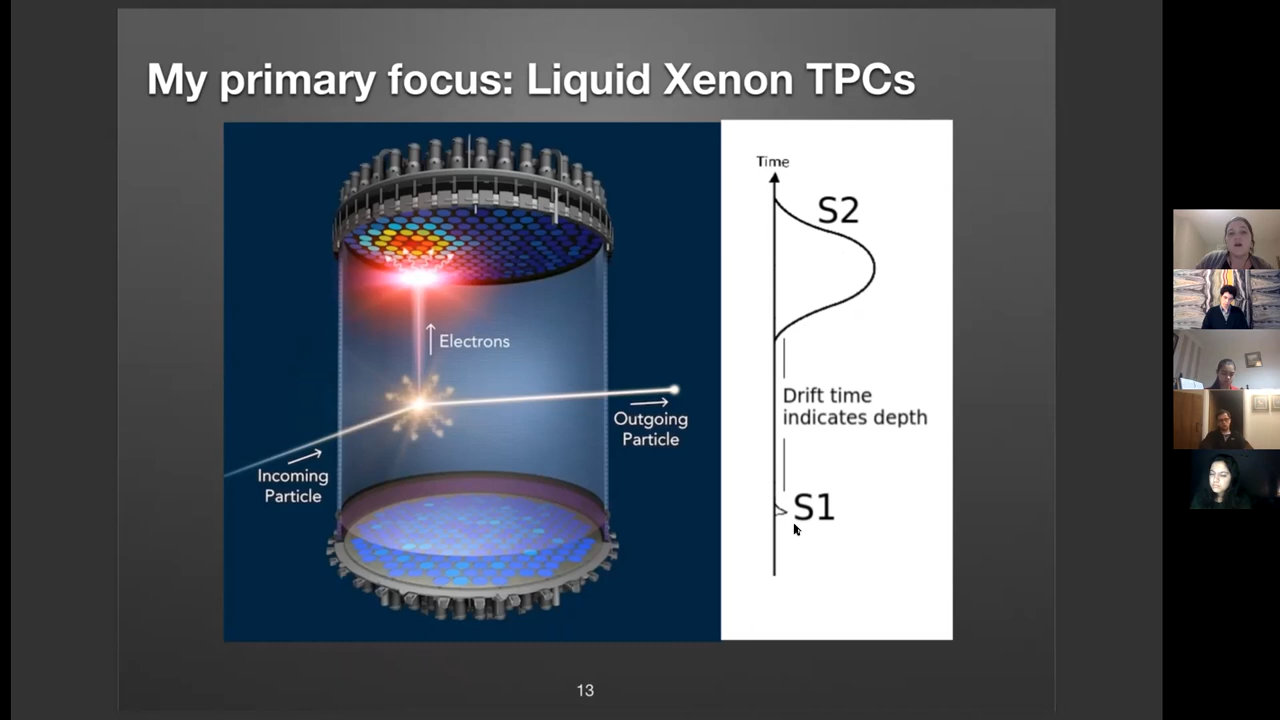 My primary focus: Liquid Xenon TPCs
Electrons
Incoming
Particle
Outgoing
Particle
Time
S2
Drift time
indicates depth
S1
13